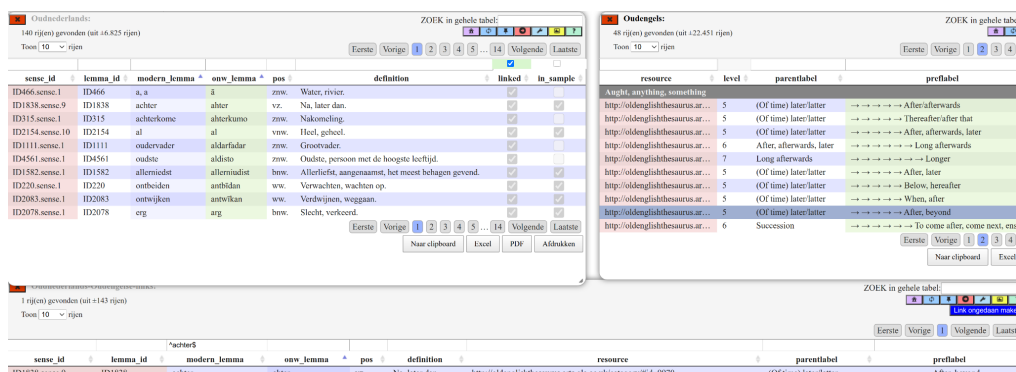 Oudnederlands:
ZOEK in gehele tabel:
140 rij(en) gevonden (uit ±6.825 rijen)
Toon 10 rijen
Eerste Vorige 1 2 3 4 5 ... 14 Volgende Laatste
sense_id lemma_id modern_lemma onw_lemma pos definition linked in_sample
ID466.sense.1 ID466 a, a ā znw. Water, rivier.
ID1838.sense.9 ID1838 achter ahter vz. Na, later dan.
ID315.sense.1 ID315 achterkome ahterkumo znw. Nakomeling.
ID2154.sense.10 ID2154 al al vnw. Heel, geheel.
ID1111.sense.1 ID1111 oudervader aldarfadar znw. Grootvader.
ID4561.sense.1 ID4561 oudste aldisto znw. Oudste, persoon met de hoogste leeftijd.
ID1582.sense.1 ID1582 allerniedst allerniudist bnw. Allerliefst, aangenaamst, het meest behagen gevend.
ID220.sense.1 ID220 ontbeiden antbīdan ww. Verwachten, wachten op.
ID2083.sense.1 ID2083 ontwijken antwīkan ww. Verdwijnen, weggaan.
ID2078.sense.1 ID2078 erg arg bnw. Slecht, verkeerd.
Eerste Vorige 1 2 3 4 5 ... 14 Volgende Laatste
Naar clipboard Excel PDF Afdrukken
Oudengels:
ZOEK in gehele tabe
48 rij(en) gevonden (uit ±22.451 rijen)
Toon 10 rijen
Eerste Vorige 1 2 3 4
resource level parentlabel preflabel
Aught, anything, something
http://oldenglishthesaurus.ar… 5 (Of time) later/latter →→→→→ After/afterwards
http://oldenglishthesaurus.ar… 5 (Of time) later/latter →→→→→ Thereafter/after that
http://oldenglishthesaurus.ar… 5 (Of time) later/latter →→→→→ After, afterwards, later
http://oldenglishthesaurus.ar… 6 After, afterwards, later →→→→→→ Long afterwards
http://oldenglishthesaurus.ar… 7 Long afterwards →→→→→→→ Longer
http://oldenglishthesaurus.ar… 5 (Of time) later/latter →→→→→ After, later
http://oldenglishthesaurus.ar… 5 (Of time) later/latter →→→→→ Below, hereafter
http://oldenglishthesaurus.ar… 5 (Of time) later/latter →→→→→ When, after
http://oldenglishthesaurus.ar… 5 (Of time) later/latter →→→→→ After, beyond
http://oldenglishthesaurus.ar… 6 Succession →→→→→→ To come after, come next, ens
Eerste Vorige 1 2 3 4
Naar clipboard Excel
Oudnederlands-Oudengelse-links:
ZOEK in gehele tabel:
1 rij(en) gevonden (uit ±143 rijen)
Link ongedaan make
Toon 10 rijen
Eerste Vorige 1 Volgende Laatst
^achter$
sense_id lemma_id modern_lemma onw_lemma pos definition resource parentlabel preflabel